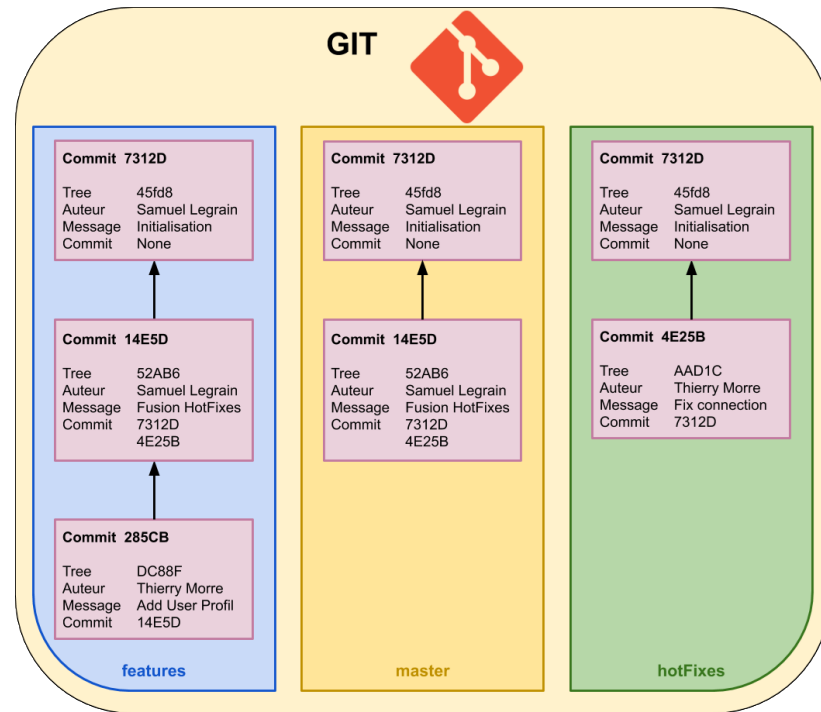 GIT
Commit 7312D
Tree 45fd8
Auteur Samuel Legrain
Message Initialisation
Commit None
Commit 14E5D
Tree 52AB6
Auteur Samuel Legrain
Message Fusion HotFixes
Commit 7312D
4E25B
Commit 285CB
Tree DC88F
Auteur Thierry Morre
Message Add User Profil
Commit 14E5D
features
Commit 7312D
Tree 45fd8
Auteur Samuel Legrain
Message Initialisation
Commit None
Commit 14E5D
Tree 52AB6
Auteur Samuel Legrain
Message Fusion HotFixes
Commit 7312D
4E25B
master
Commit 7312D
Tree 45fd8
Auteur Samuel Legrain
Message Initialisation
Commit None
Commit 4E25B
Tree AAD1C
Auteur Thierry Morre
Message Fix connection
Commit 7312D
hotFixes